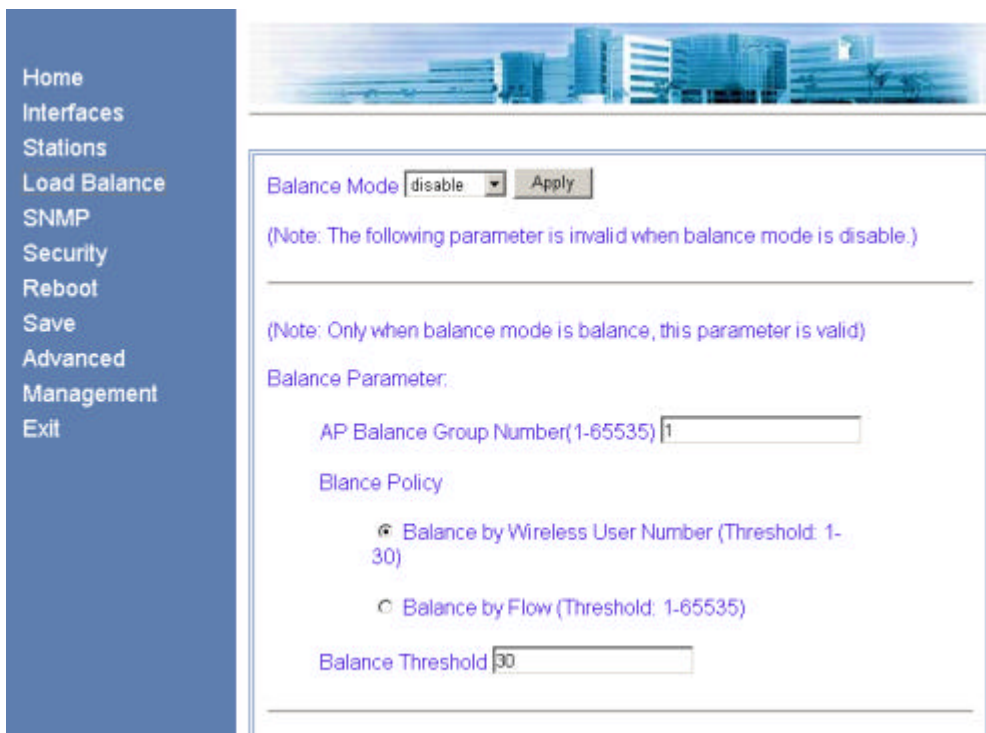 Home
Interfaces
Stations
Load Balance
SNMP
Security
Reboot
Save
Advanced
Management
Exit
Balance Mode disable Apply
(Note: The following parameter is invalid when balance mode is disable.)
(Note: Only when balance mode is balance, this parameter is valid)
Balance Parameter:
AP Balance Group Number(1-65535) 1
Blance Policy
Balance by Wireless User Number (Threshold: 1-
30)
Balance by Flow (Threshold: 1-65535)
Balance Threshold 30